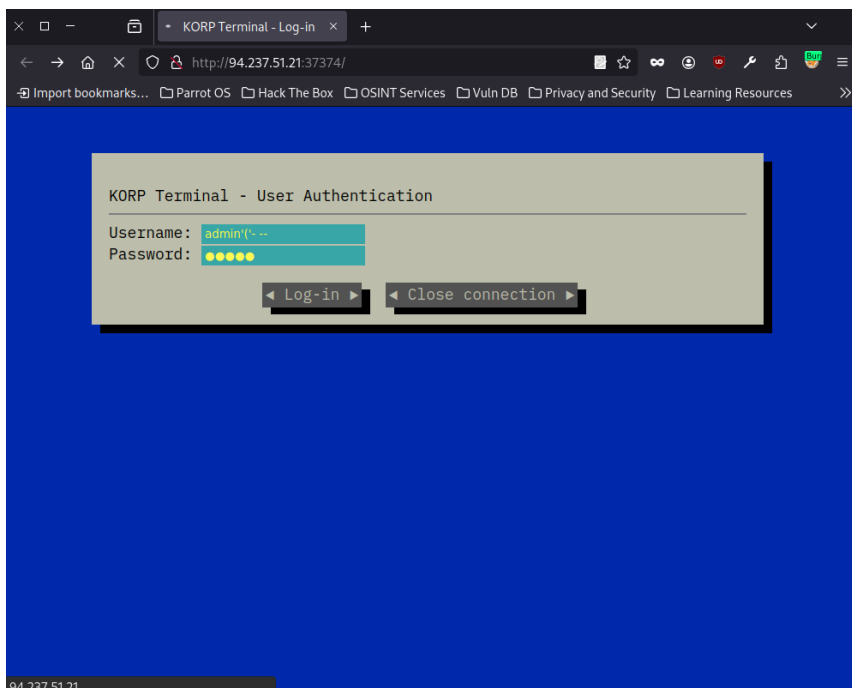 KORP Terminal - Log-in
http://94.237.51.21:37374/
Import bookmarks... Parrot OS Hack The Box OSINT Services Vuln DB Privacy and Security Learning Resources
KORP Terminal - User Authentication
Username: admin'('- --
Password: ●●●●●
◄ Log-in ► ◄ Close connection ►
94.237.51.21